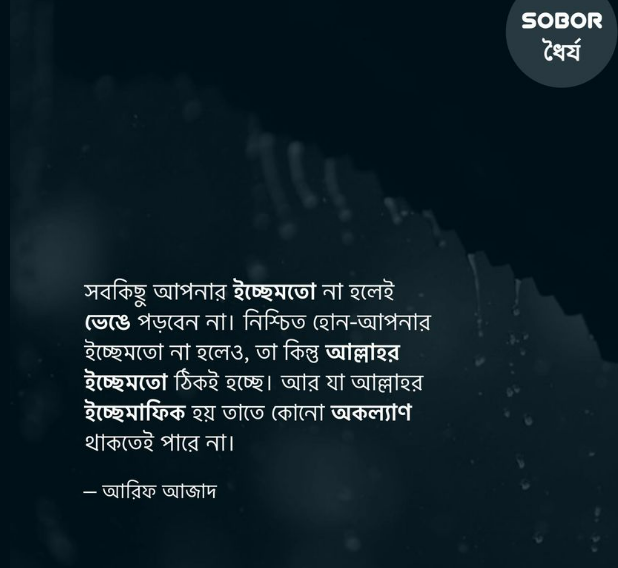 SOBOR
ধৈর্য
সবকিছু আপনার ইচ্ছেমতো না হলেই
ভেঙে পড়বেন না। নিশ্চিত হোন-আপনার
ইচ্ছেমতো না হলেও, তা কিন্তু আল্লাহর
ইচ্ছেমতো ঠিকই হচ্ছে। আর যা আল্লাহর
ইচ্ছেমাফিক হয় তাতে কোনো অকল্যাণ
থাকতেই পারে না।
– আরিফ আজাদ